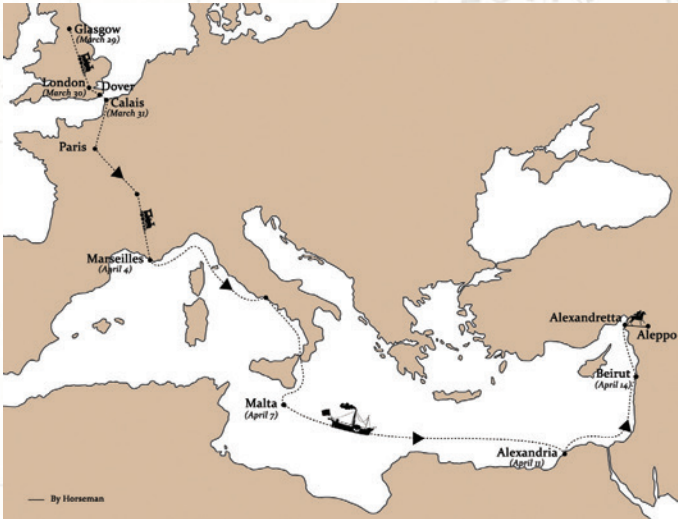 Glasgow
(March 29)
London
(March 30)
Dover
Calais
(March 31)
Paris
Marseilles
(April 4)
Alexandretta
Aleppo
Beirut
(April 14)
Malta
(April 7)
Alexandria
(April 11)
By Horseman